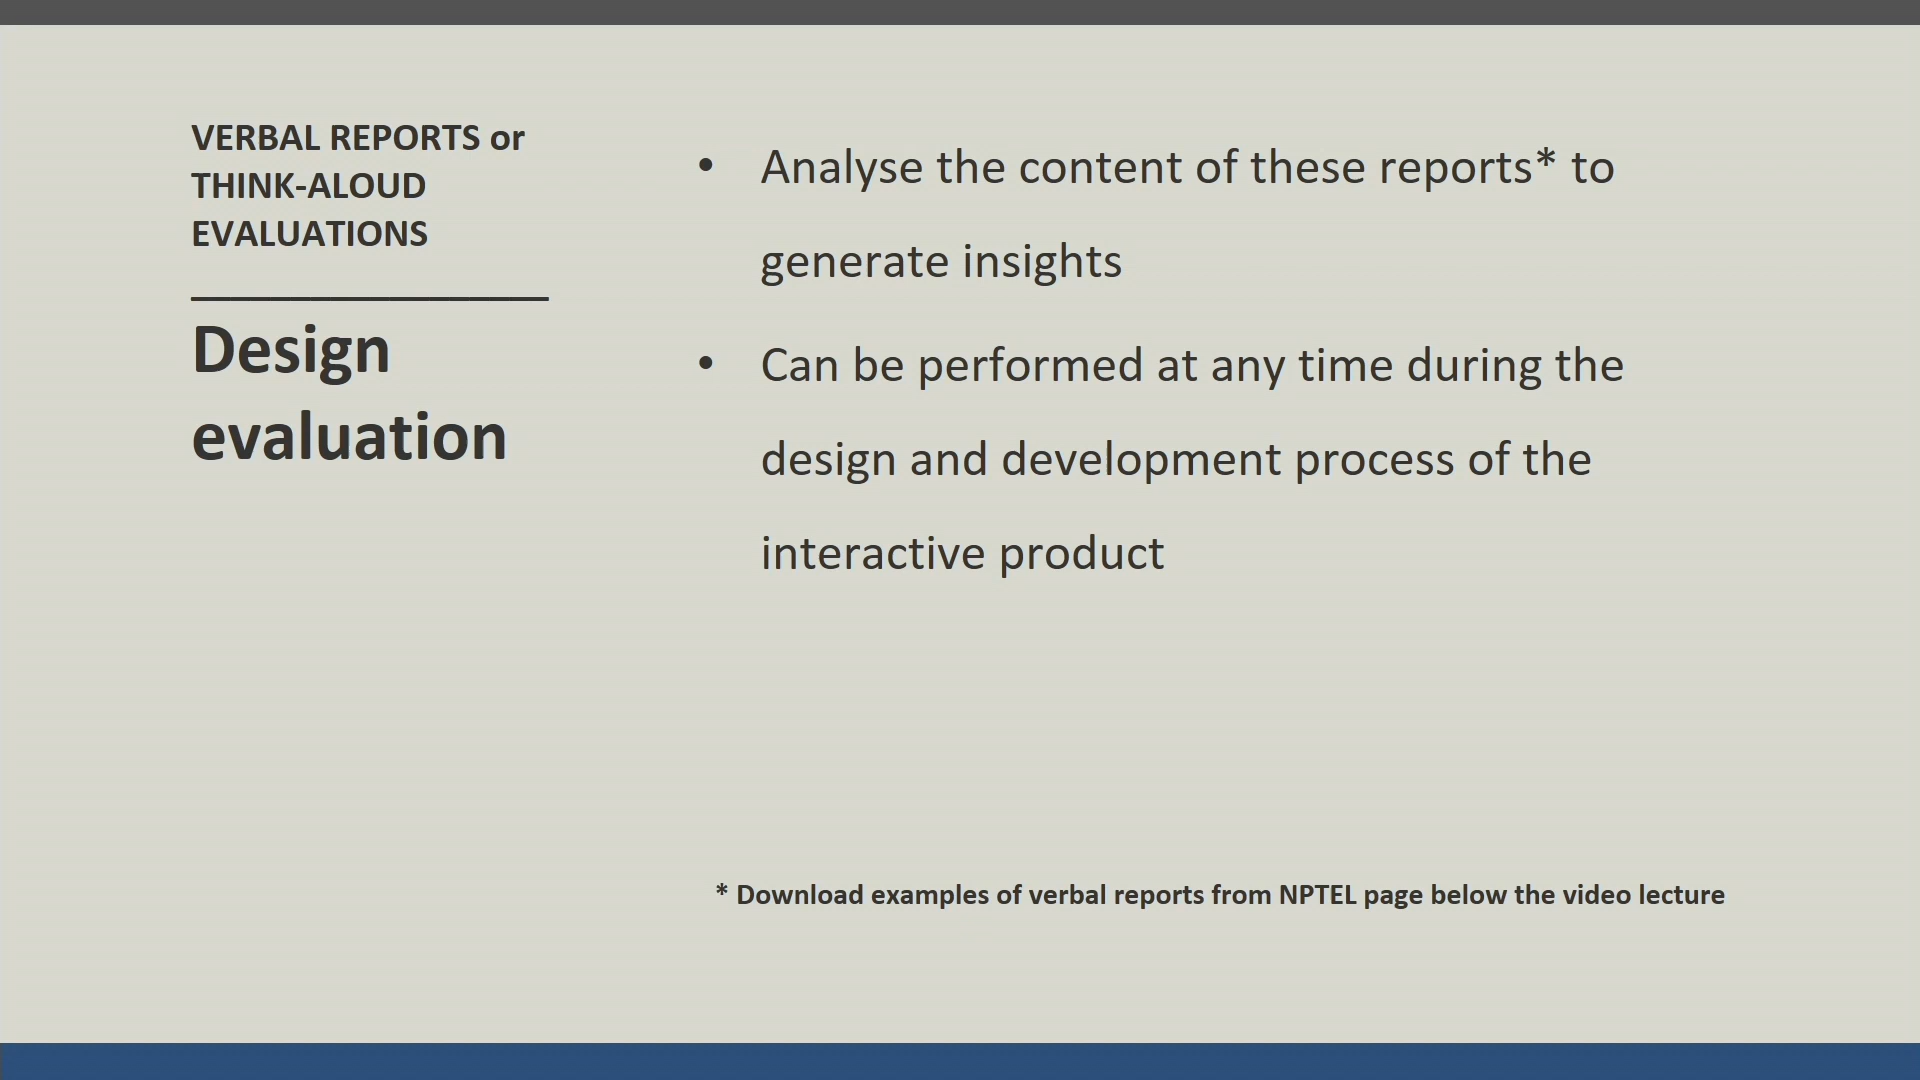 VERBAL REPORTS or
THINK-ALOUD
EVALUATIONS
Design
evaluation
• Analyse the content of these reports* to
generate insights
• Can be performed at any time during the
design and development process of the
interactive product
* Download examples of verbal reports from NPTEL page below the video lecture